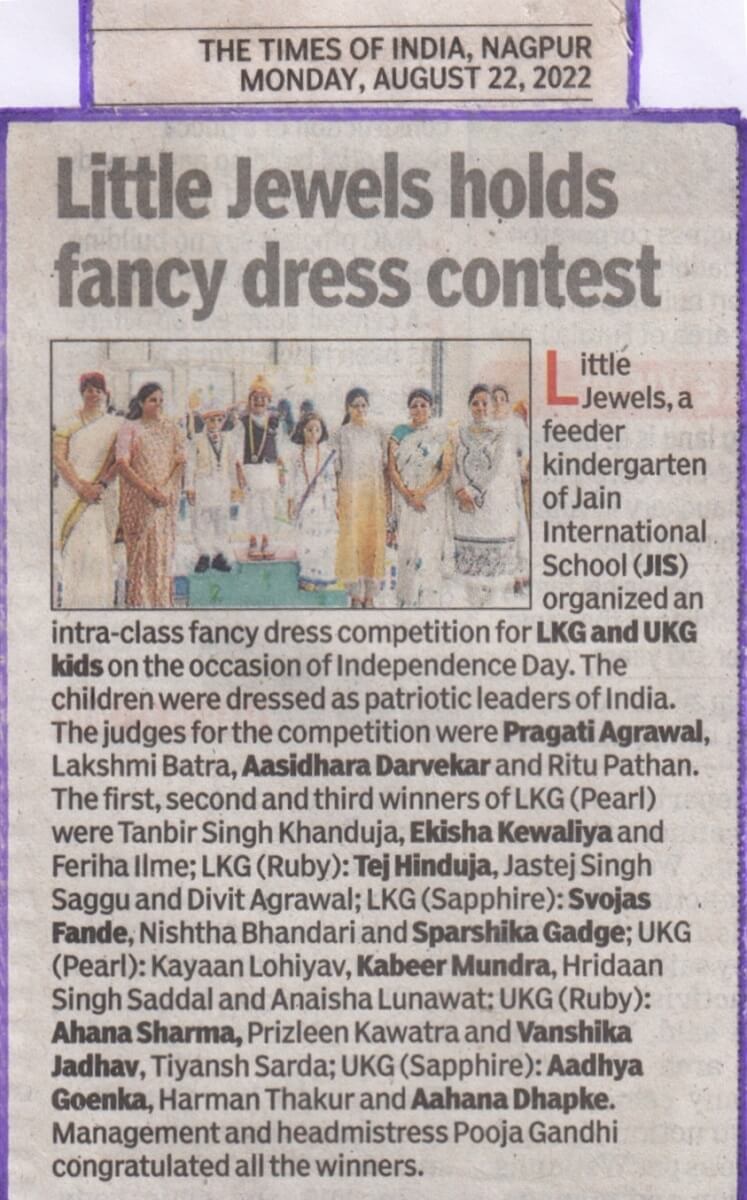 THE TIMES OF INDIA, NAGPUR
MONDAY, AUGUST 22, 2022
Little Jewels holds
fancy dress contest
Little
Jewels, a
feeder
kindergarten
of Jain
International
School (JIS)
organized an
intra-class fancy dress competition for LKG and UKG
kids on the occasion of Independence Day. The
children were dressed as patriotic leaders of India.
The judges for the competition were Pragati Agrawal,
Lakshmi Batra, Aasidhara Darvekar and Ritu Pathan.
The first, second and third winners of LKG (Pearl)
were Tanbir Singh Khanduja, Ekisha Kewaliya and
Feriha Ilme; LKG (Ruby): Tej Hinduja, Jastej Singh
Saggu and Divit Agrawal; LKG (Sapphire): Svojas
Fande, Nishtha Bhandari and Sparshika Gadge; UKG
(Pearl): Kayaan Lohiyav, Kabeer Mundra, Hridaan
Singh Saddal and Anaisha Lunawat; UKG (Ruby):
Ahana Sharma, Prizleen Kawatra and Vanshika
Jadhav, Tiyansh Sarda; UKG (Sapphire): Aadhya
Goenka, Harman Thakur and Aahana Dhapke.
Management and headmistress Pooja Gandhi
congratulated all the winners.